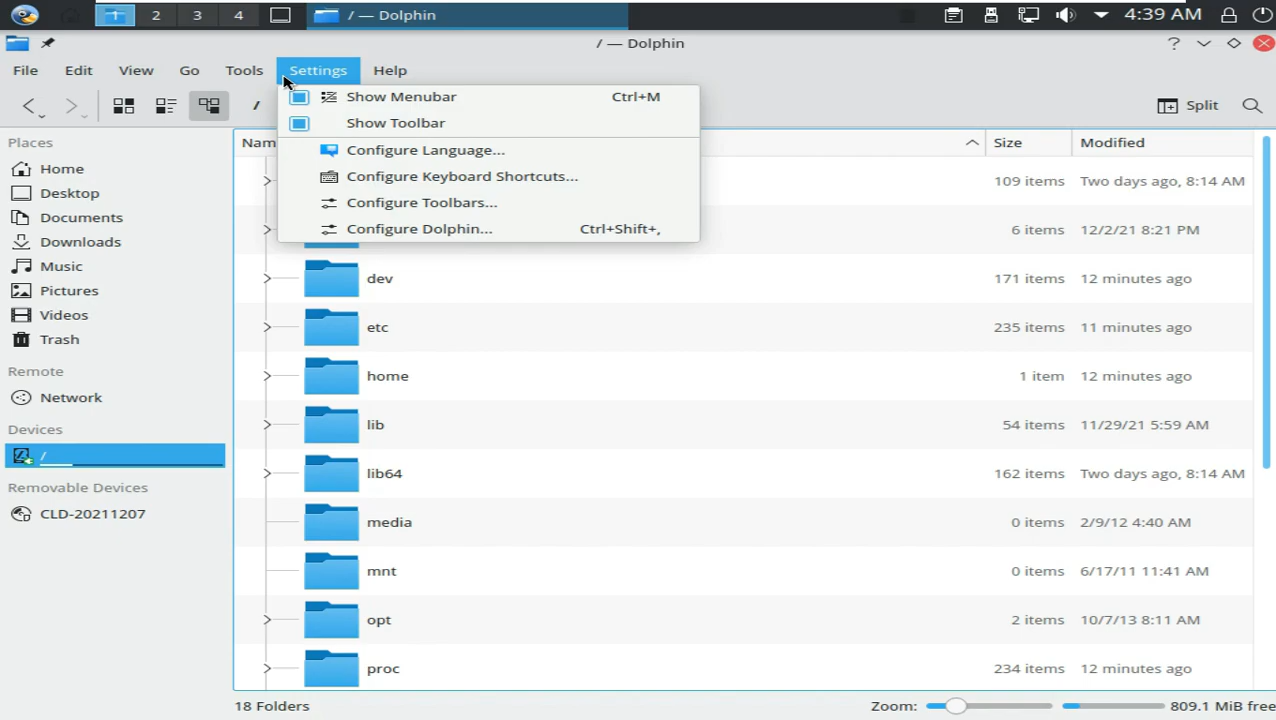 1 2 3 4 / — Dolphin 4:39 AM
/ — Dolphin
File Edit View Go Tools Settings Help
/ Split
Show Menubar Ctrl+M
Show Toolbar
Configure Language...
Configure Keyboard Shortcuts...
Configure Toolbars...
Configure Dolphin... Ctrl+Shift+,
Places
Home
Desktop
Documents
Downloads
Music
Pictures
Videos
Trash
Remote
Network
Devices
/
Removable Devices
CLD-20211207
Nam Size Modified
109 items Two days ago, 8:14 AM
6 items 12/2/21 8:21 PM
dev 171 items 12 minutes ago
etc 235 items 11 minutes ago
home 1 item 12 minutes ago
lib 54 items 11/29/21 5:59 AM
lib64 162 items Two days ago, 8:14 AM
media 0 items 2/9/12 4:40 AM
mnt 0 items 6/17/11 11:41 AM
opt 2 items 10/7/13 8:11 AM
proc 234 items 12 minutes ago
18 Folders Zoom: 809.1 MiB free